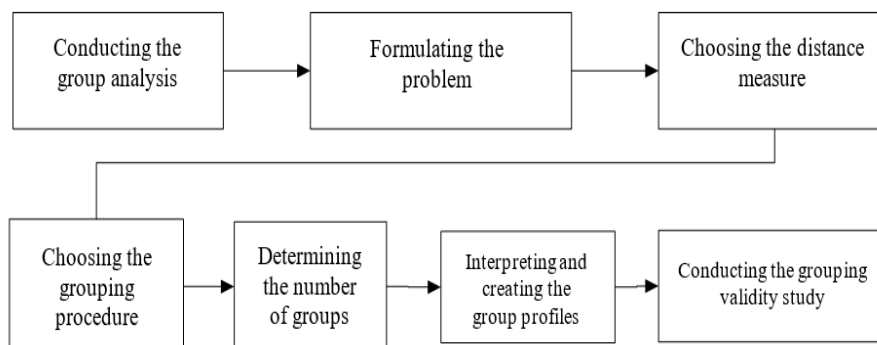 Conducting the
group analysis
Formulating the
problem
Choosing the distance
measure
Choosing the
grouping
procedure
Determining
the number
of groups
Interpreting and
creating the
group profiles
Conducting the grouping
validity study